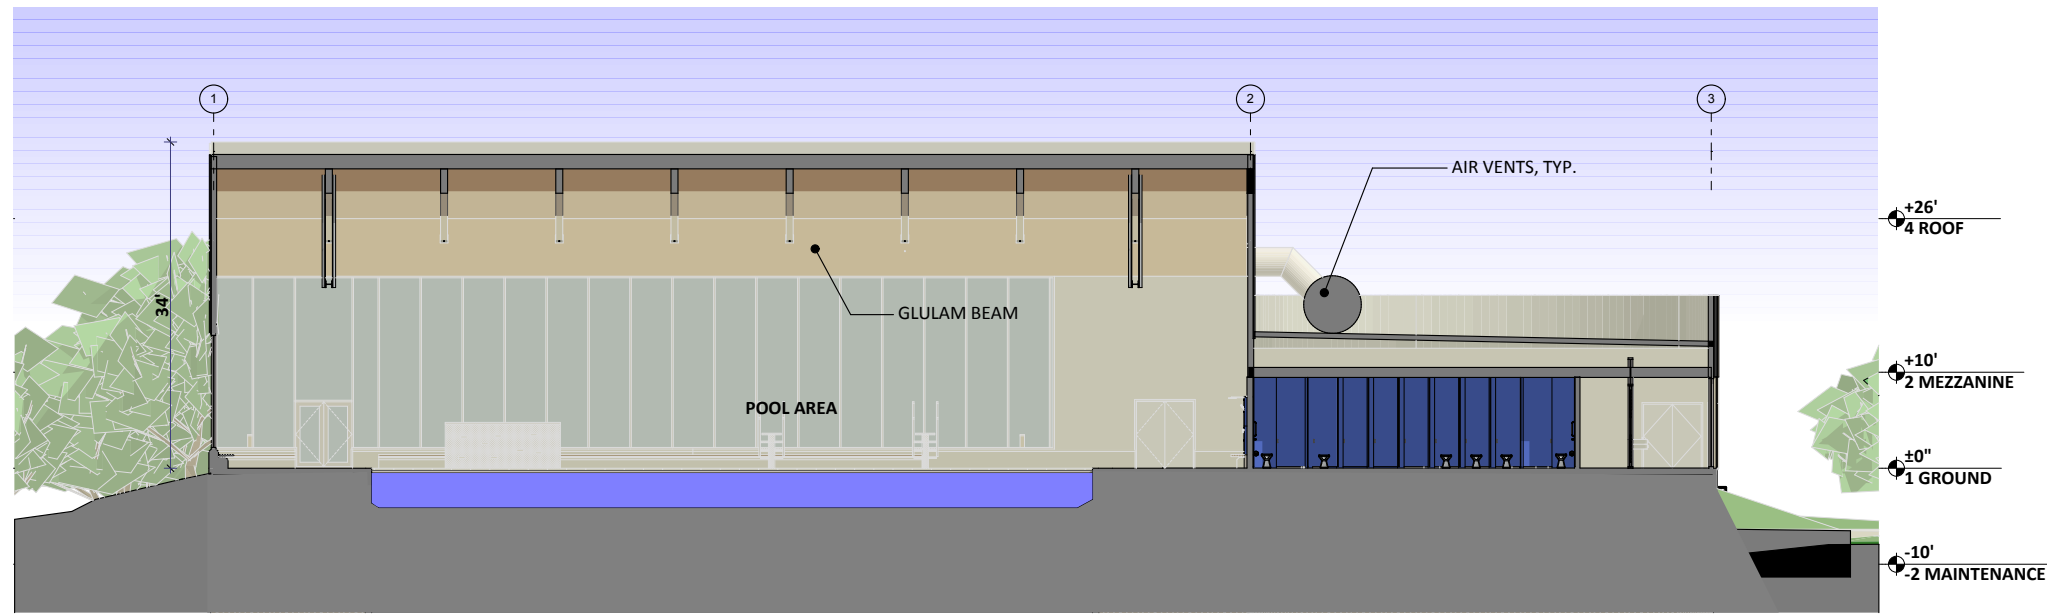 1
2
3
AIR VENTS, TYP.
+26'
4 ROOF
34'
GLULAM BEAM
+10'
2 MEZZANINE
POOL AREA
±0"
1 GROUND
-10'
-2 MAINTENANCE